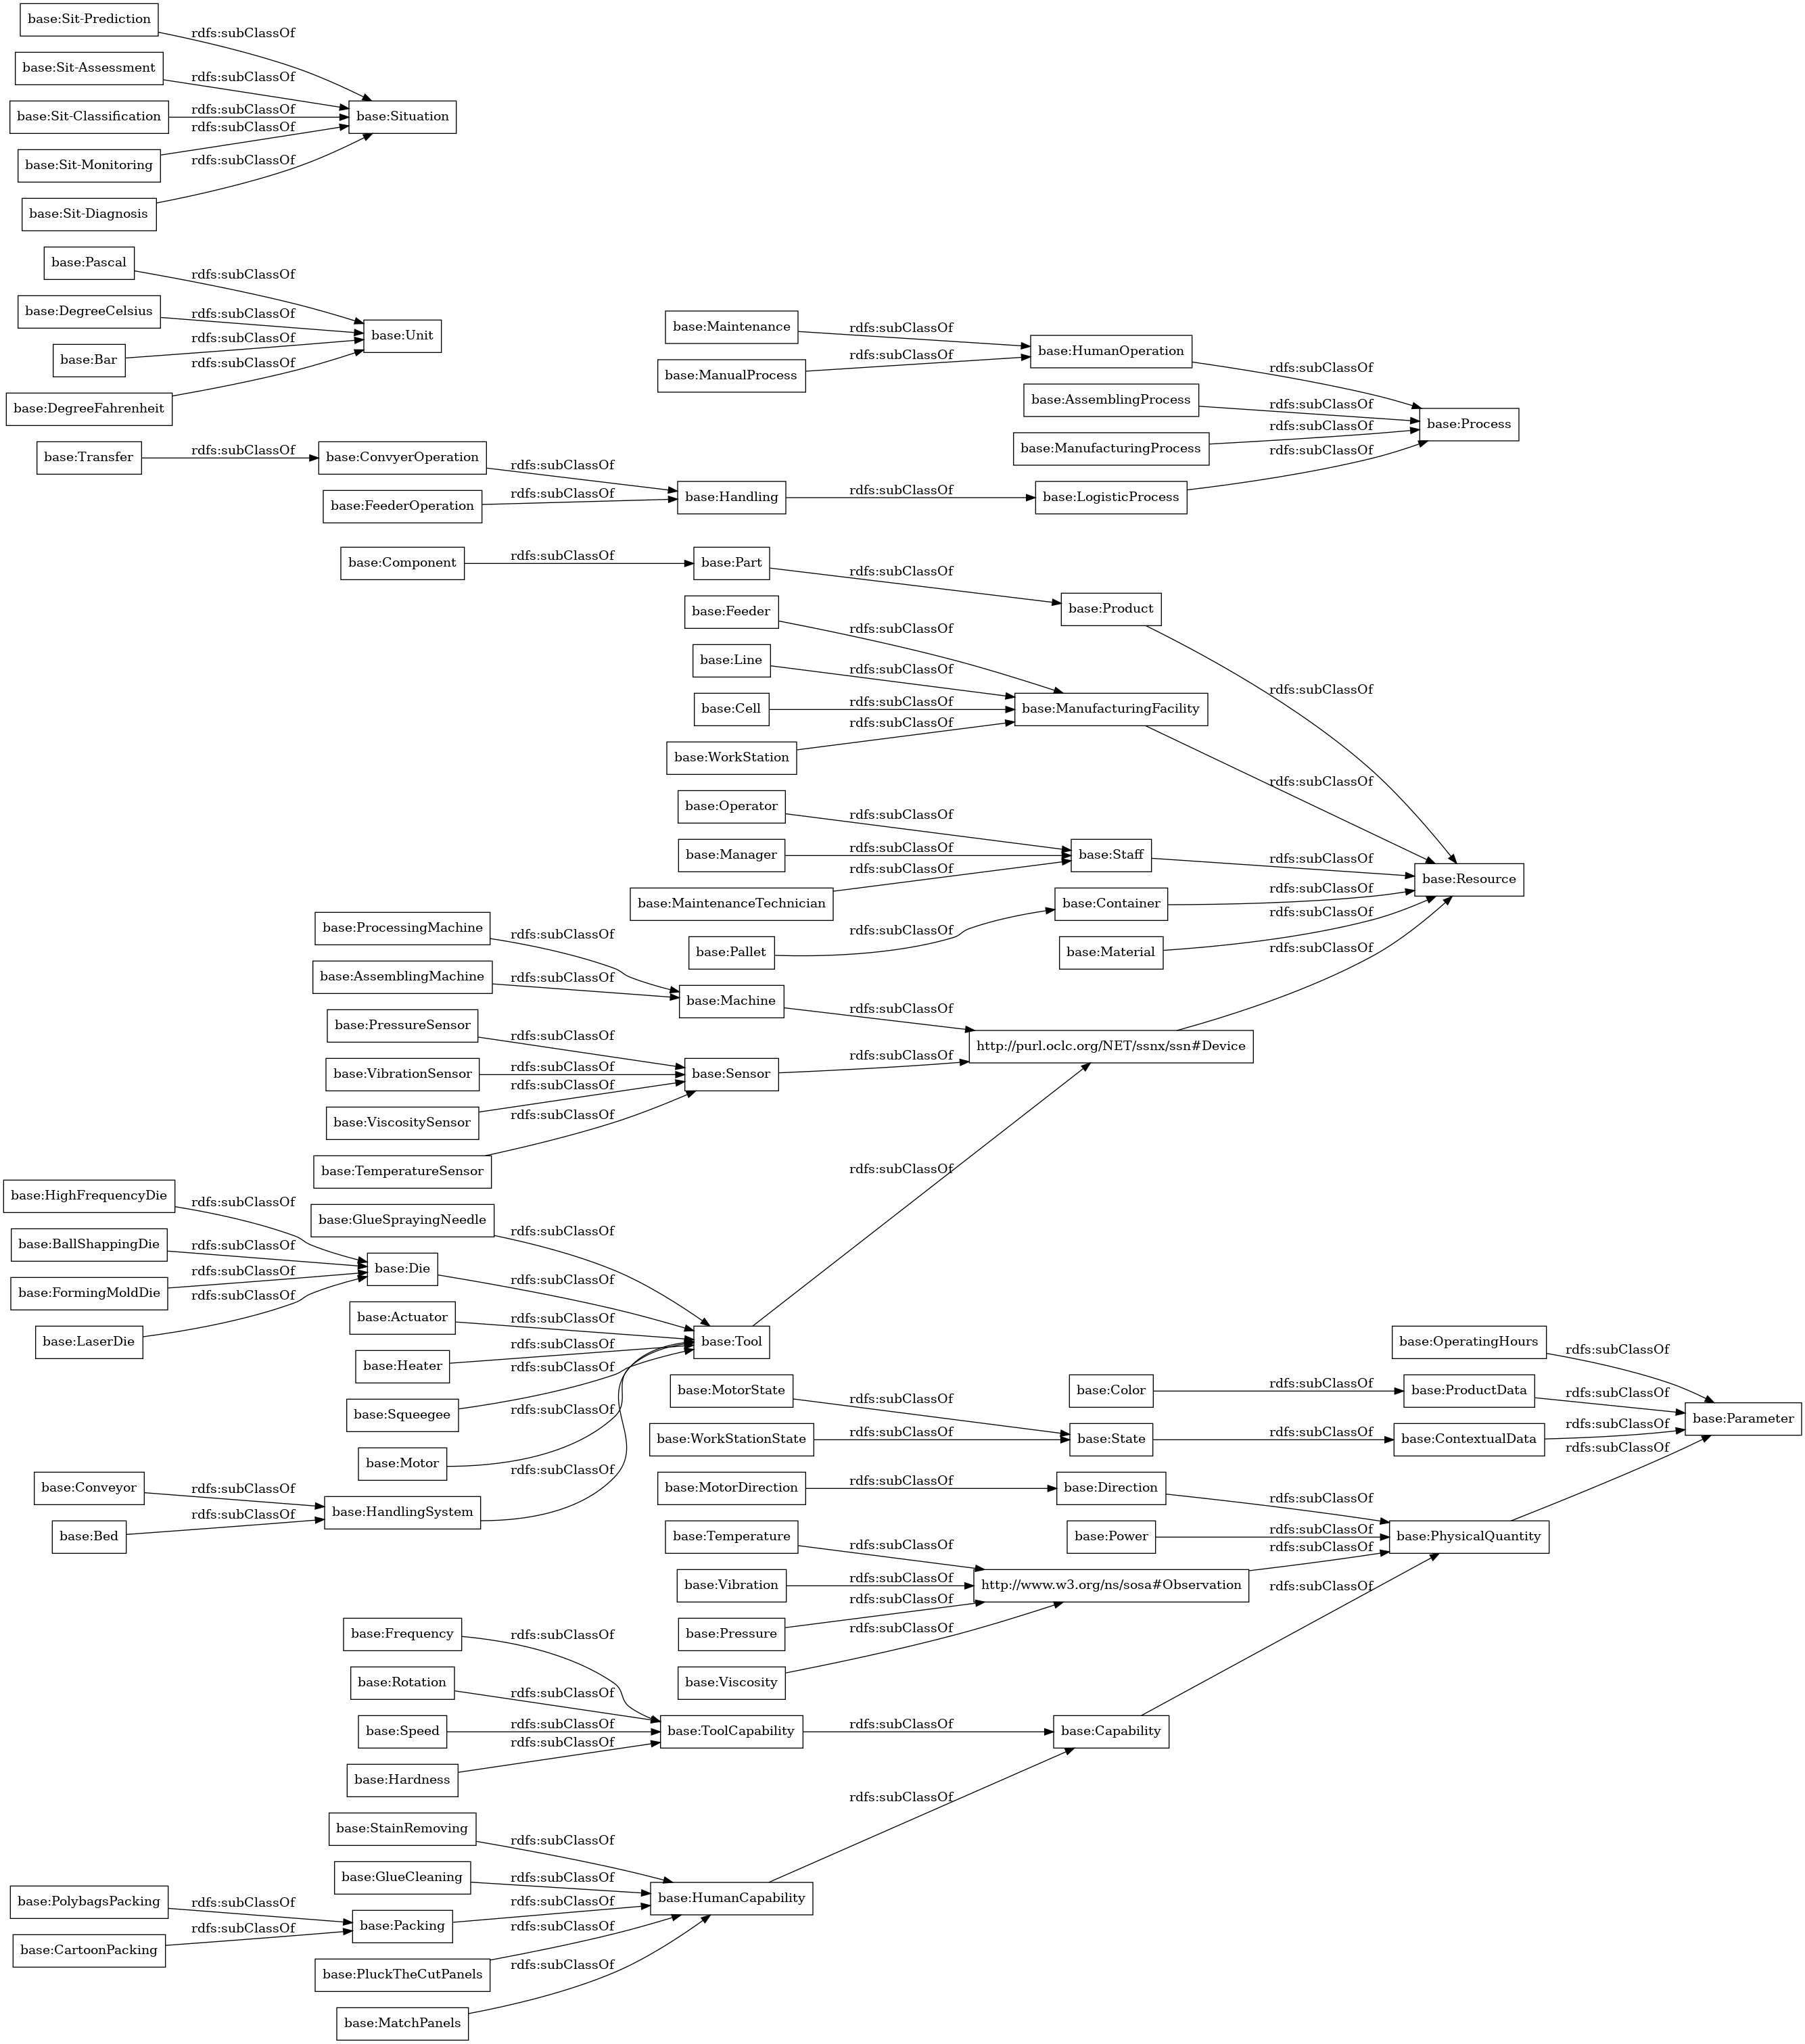 base:Sit-Prediction
rdfs:subClassOf
base:Sit-Assessment
rdfs:subClassOf
base:Sit-Classification
rdfs:subClassOf
base:Situation
rdfs:subClassOf
base:Sit-Monitoring
rdfs:subClassOf
base:Sit-Diagnosis
base:Pascal
rdfs:subClassOf
base:DegreeCelsius
rdfs:subClassOf
base:Unit
rdfs:subClassOf
base:Bar
rdfs:subClassOf
base:DegreeFahrenheit
base:Maintenance
rdfs:subClassOf
base:HumanOperation
rdfs:subClassOf
base:ManualProcess
rdfs:subClassOf
base:AssemblingProcess
rdfs:subClassOf
base:Process
rdfs:subClassOf
base:ManufacturingProcess
rdfs:subClassOf
base:Transfer
rdfs:subClassOf
base:ConvyerOperation
rdfs:subClassOf
base:FeederOperation
rdfs:subClassOf
base:Handling
rdfs:subClassOf
base:LogisticProcess
base:Component
rdfs:subClassOf
base:Part
rdfs:subClassOf
base:Product
rdfs:subClassOf
base:Feeder
rdfs:subClassOf
base:Line
rdfs:subClassOf
base:Cell
rdfs:subClassOf
base:ManufacturingFacility
rdfs:subClassOf
rdfs:subClassOf
base:WorkStation
base:Operator
rdfs:subClassOf
base:Manager
rdfs:subClassOf
base:Staff
rdfs:subClassOf
base:Resource
rdfs:subClassOf
base:MaintenanceTechnician
base:Container
rdfs:subClassOf
base:Pallet
rdfs:subClassOf
base:Material
rdfs:subClassOf
base:ProcessingMachine
rdfs:subClassOf
base:AssemblingMachine
rdfs:subClassOf
base:Machine
rdfs:subClassOf
rdfs:subClassOf
base:PressureSensor
rdfs:subClassOf
http://purl.oclc.org/NET/ssnx/ssn#Device
base:VibrationSensor
rdfs:subClassOf
base:Sensor
rdfs:subClassOf
rdfs:subClassOf
base:ViscositySensor
rdfs:subClassOf
base:TemperatureSensor
rdfs:subClassOf
base:HighFrequencyDie
rdfs:subClassOf
base:GlueSprayingNeedle
rdfs:subClassOf
base:BallShappingDie
rdfs:subClassOf
base:Die
rdfs:subClassOf
base:FormingMoldDie
rdfs:subClassOf
base:LaserDie
rdfs:subClassOf
base:Actuator
rdfs:subClassOf
base:Tool
base:Heater
rdfs:subClassOf
rdfs:subClassOf
base:Squeegee
rdfs:subClassOf
base:Motor
rdfs:subClassOf
base:Conveyor
rdfs:subClassOf
base:HandlingSystem
base:Bed
rdfs:subClassOf
base:OperatingHours
rdfs:subClassOf
base:MotorState
rdfs:subClassOf
base:Color
rdfs:subClassOf
base:ProductData
rdfs:subClassOf
base:Parameter
base:WorkStationState
rdfs:subClassOf
base:State
rdfs:subClassOf
base:ContextualData
rdfs:subClassOf
rdfs:subClassOf
base:MotorDirection
rdfs:subClassOf
base:Direction
rdfs:subClassOf
base:Temperature
rdfs:subClassOf
base:Power
rdfs:subClassOf
base:PhysicalQuantity
rdfs:subClassOf
base:Vibration
rdfs:subClassOf
http://www.w3.org/ns/sosa#Observation
rdfs:subClassOf
base:Pressure
rdfs:subClassOf
rdfs:subClassOf
base:Viscosity
base:Frequency
rdfs:subClassOf
base:Rotation
rdfs:subClassOf
base:Speed
rdfs:subClassOf
base:ToolCapability
rdfs:subClassOf
base:Capability
rdfs:subClassOf
base:Hardness
rdfs:subClassOf
base:StainRemoving
rdfs:subClassOf
base:GlueCleaning
rdfs:subClassOf
base:HumanCapability
base:PolybagsPacking
rdfs:subClassOf
base:Packing
rdfs:subClassOf
base:CartoonPacking
rdfs:subClassOf
rdfs:subClassOf
base:PluckTheCutPanels
rdfs:subClassOf
base:MatchPanels